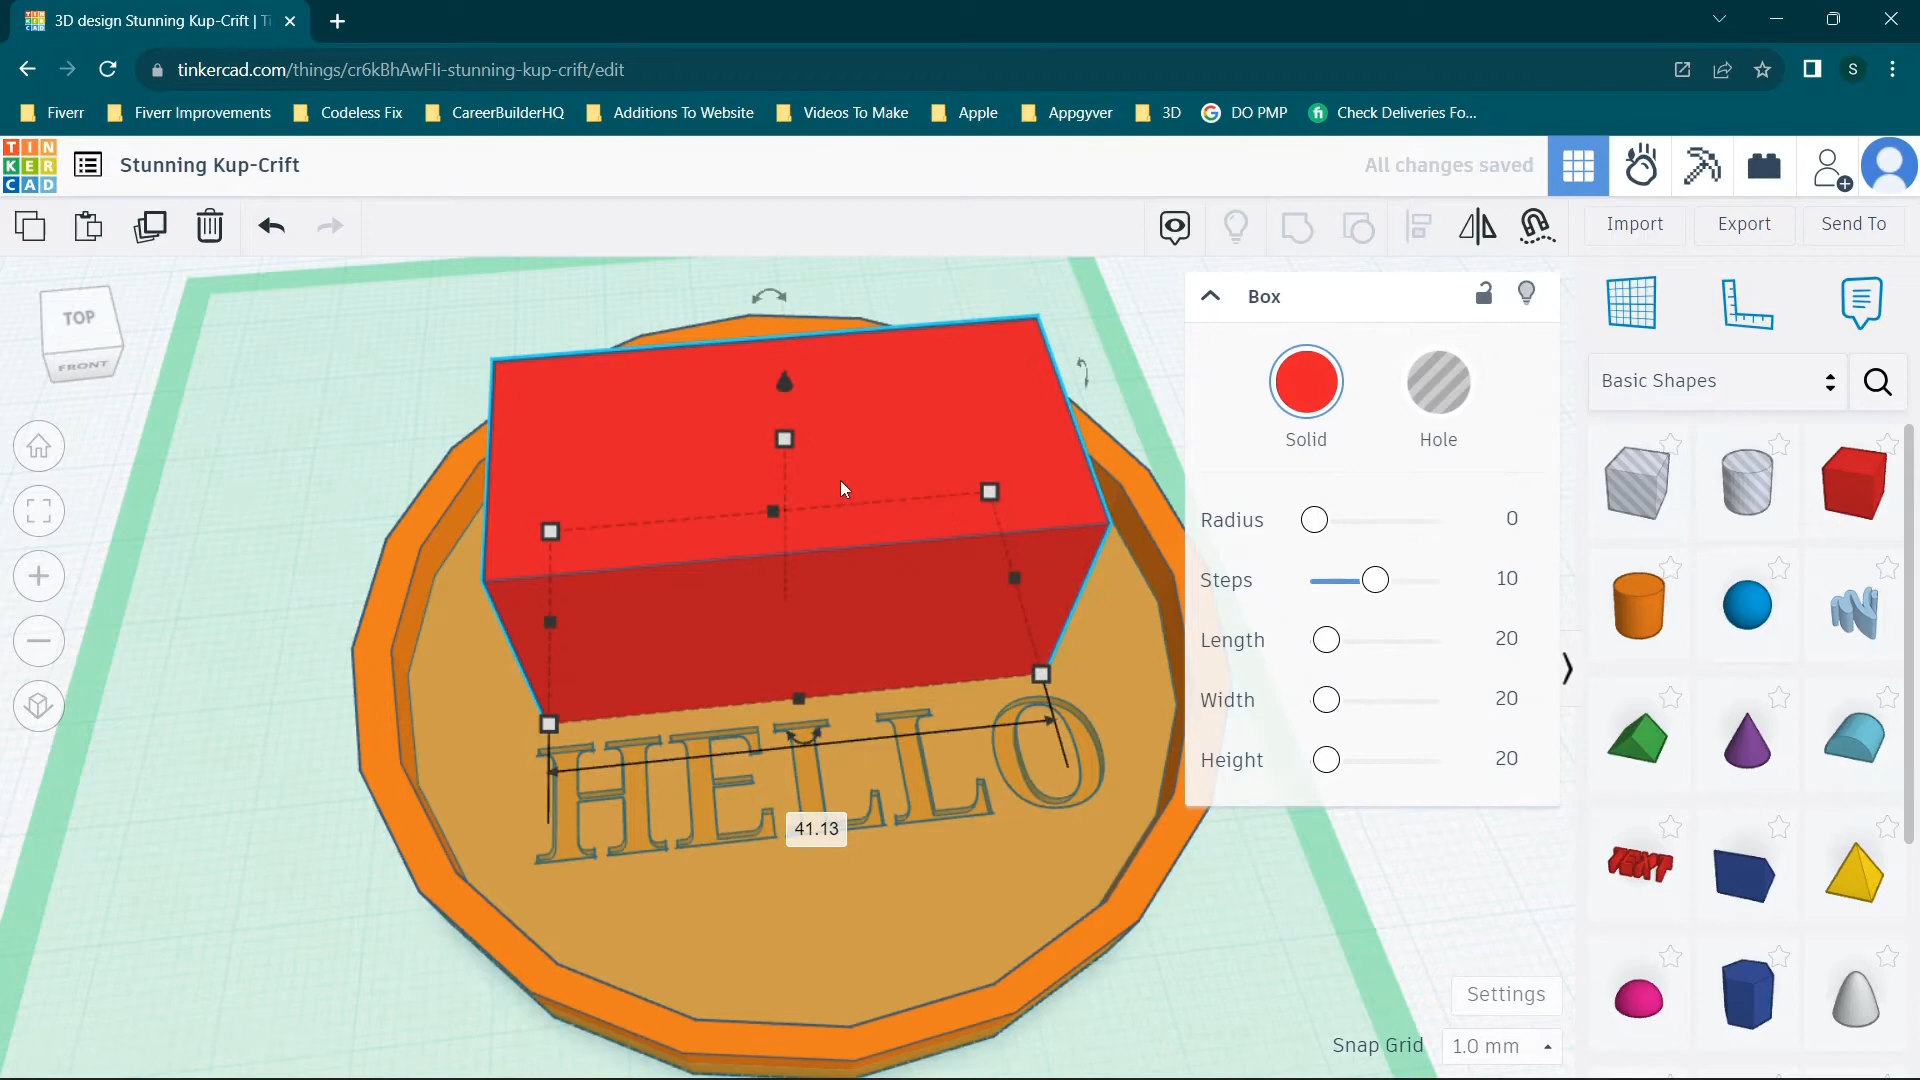 3D design Stunning Kup-Crift | Ti
tinkercad.com/things/cr6kBhAwFli-stunning-kup-crift/edit
Fiverr
Fiverr Improvements
Codeless Fix
CareerBuilderHQ
Additions To Website
Videos To Make
Apple
Appgyver
3D
DO PMP
Check Deliveries Fo...
S
TIN
KER
CAD
Stunning Kup-Crift
All changes saved
Import
Export
Send To
TOP
FRONT
Box
Solid
Hole
Radius 0
Steps 10
Length 20
Width 20
Height 20
Basic Shapes
TEXT
HELLO
41.13
Settings
Snap Grid 1.0 mm